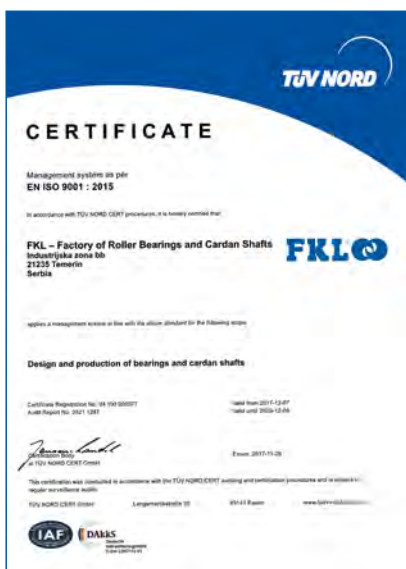 TÜV NORD
CERTIFICATE
Management system as per
EN ISO 9001 : 2015
In accordance with TÜV NORD CERT procedures, it is hereby certified that
FKL – Factory of Roller Bearings and Cardan Shafts
Industrijska zona bb
21235 Temerin
Serbia
FKL
applies a management system in line with the above standard for the following scope
Design and production of bearings and cardan shafts
Certificate Registration No.
Audit Report No.
Valid from 2017-12-07
Valid until
Certification Body
at TÜV NORD CERT GmbH
Essen, 2017-11-28
This certification was conducted in accordance with the TÜV NORD CERT auditing and certification procedures and is subject to
regular surveillance audits.
TÜV NORD CERT GmbH
Langemarckstraße 20
45141 Essen
IAF
DAkkS
Deutsche
Akkreditierungsstelle